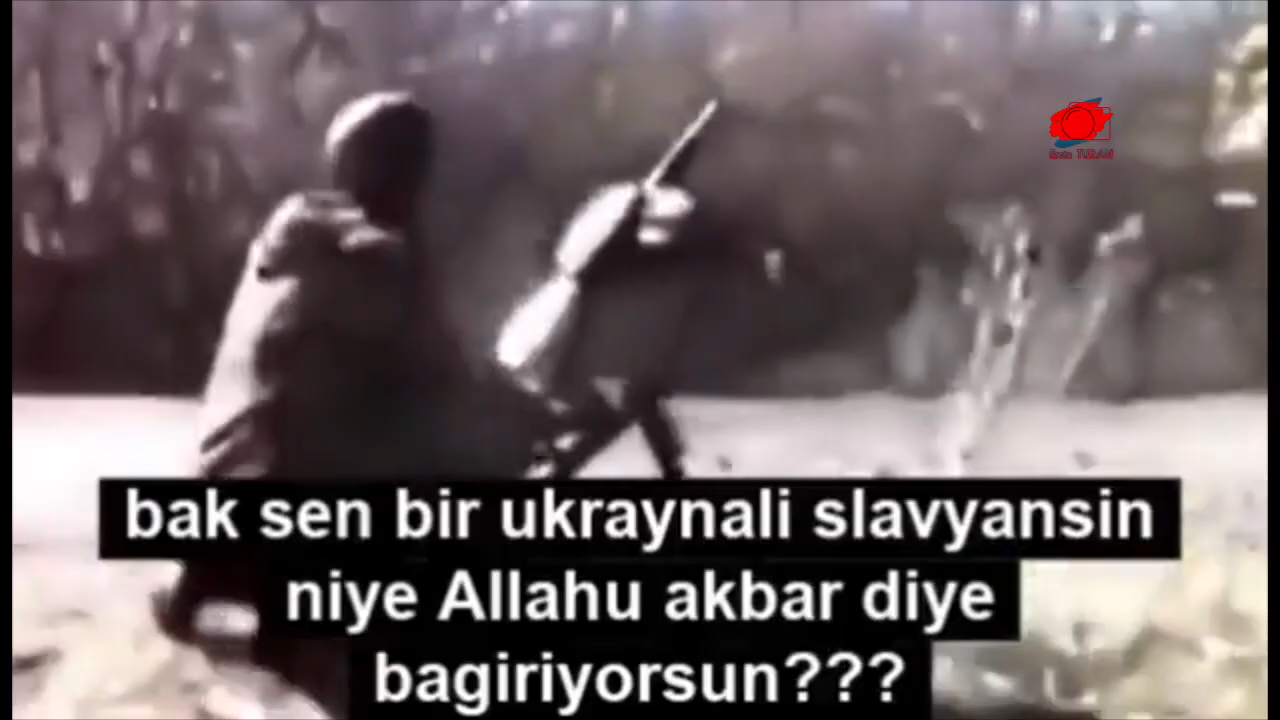 bak sen bir ukraynali slavyansin
niye Allahu akbar diye
bagiriyorsun???